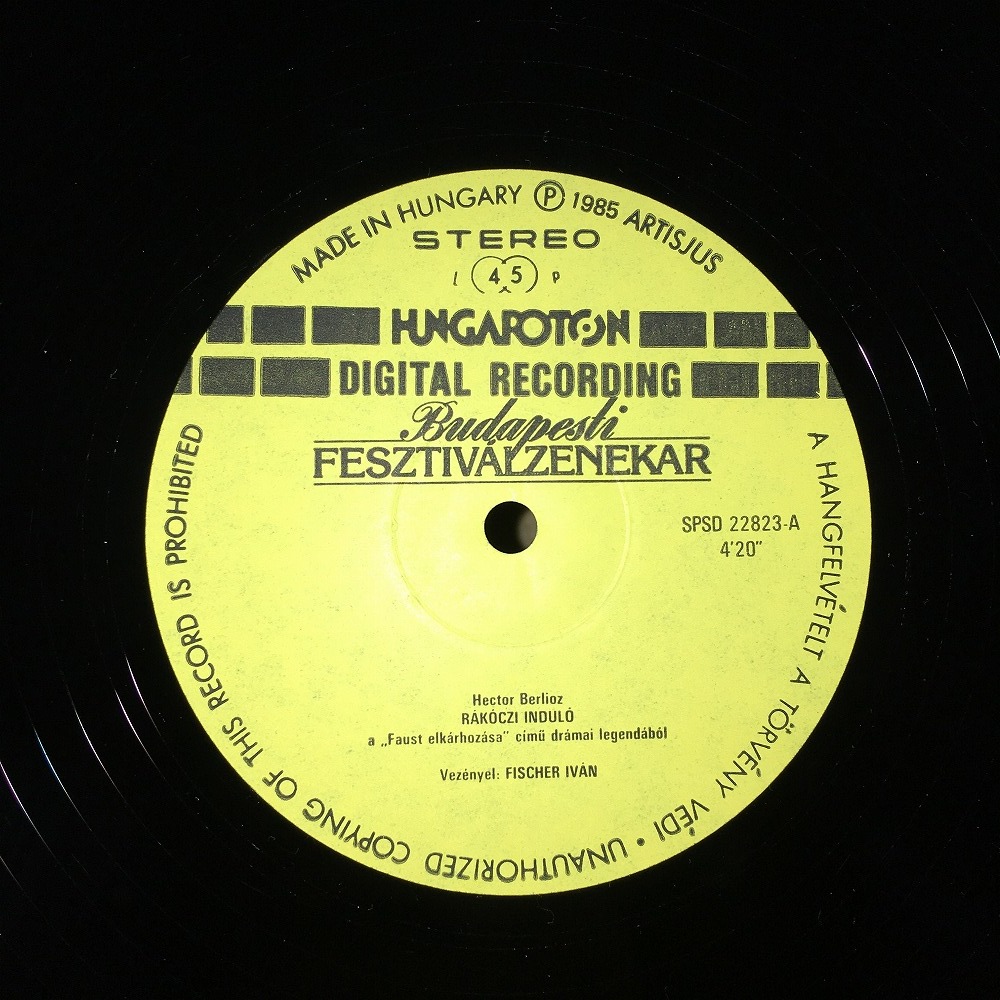 MADE IN HUNGARY Ⓟ 1985 ARTISJUS
STEREO
L 45 P
HUNGAROTON
DIGITAL RECORDING
Budapesti
FESZTIVÁLZENEKAR
SPSD 22823-A
4'20"
Hector Berlioz
RÁKÓCZI INDULÓ
a „Faust elkárhozása" című drámai legendából
Vezényel: FISCHER IVÁN
A HANGFELVÉTELT A TÖRVÉNY VÉDI • UNAUTHORIZED COPYING OF THIS RECORD IS PROHIBITED